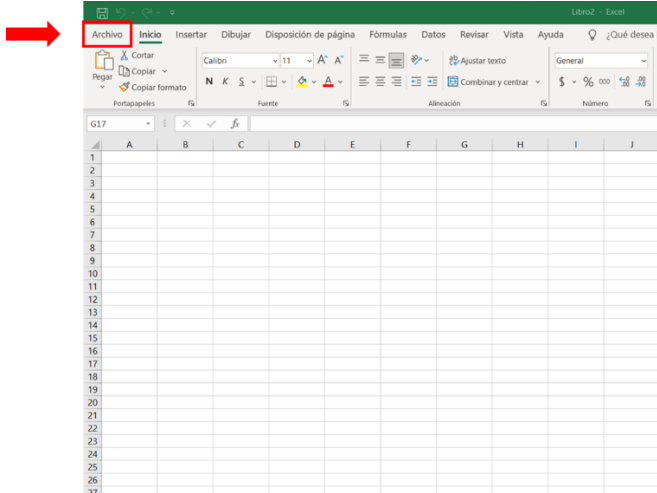 Libro2 - Excel
Archivo Inicio Insertar Dibujar Disposición de página Fórmulas Datos Revisar Vista Ayuda ¿Qué desea
Pegar
Cortar
Copiar
Copiar formato
Portapapeles
Calibri 11 A A
N K S A
Fuente
Ajustar texto
Combinar y centrar
Alineación
General
$ % 000
Número
G17 fx
A B C D E F G H I J
1
2
3
4
5
6
7
8
9
10
11
12
13
14
15
16
17
18
19
20
21
22
23
24
25
26
27